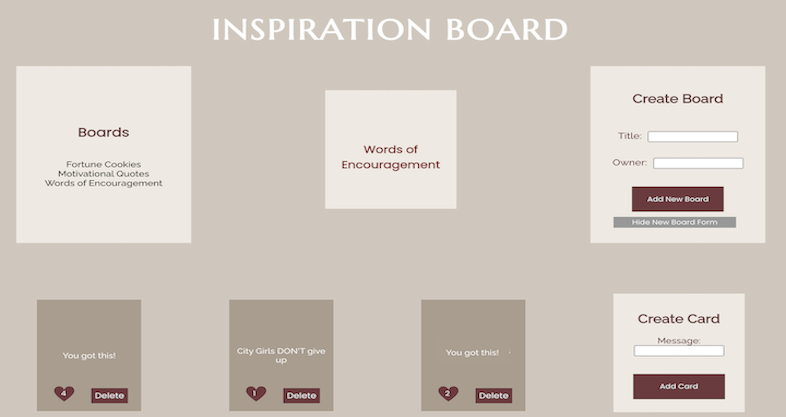 INSPIRATION BOARD
Boards
Fortune Cookies
Motivational Quotes
Words of Encouragement
Words of
Encouragement
Create Board
Title:
Owner:
Add New Board
Hide New Board Form
You got this!
4
Delete
City Girls DON'T give
up
1
Delete
You got this!
2
Delete
Create Card
Message:
Add Card